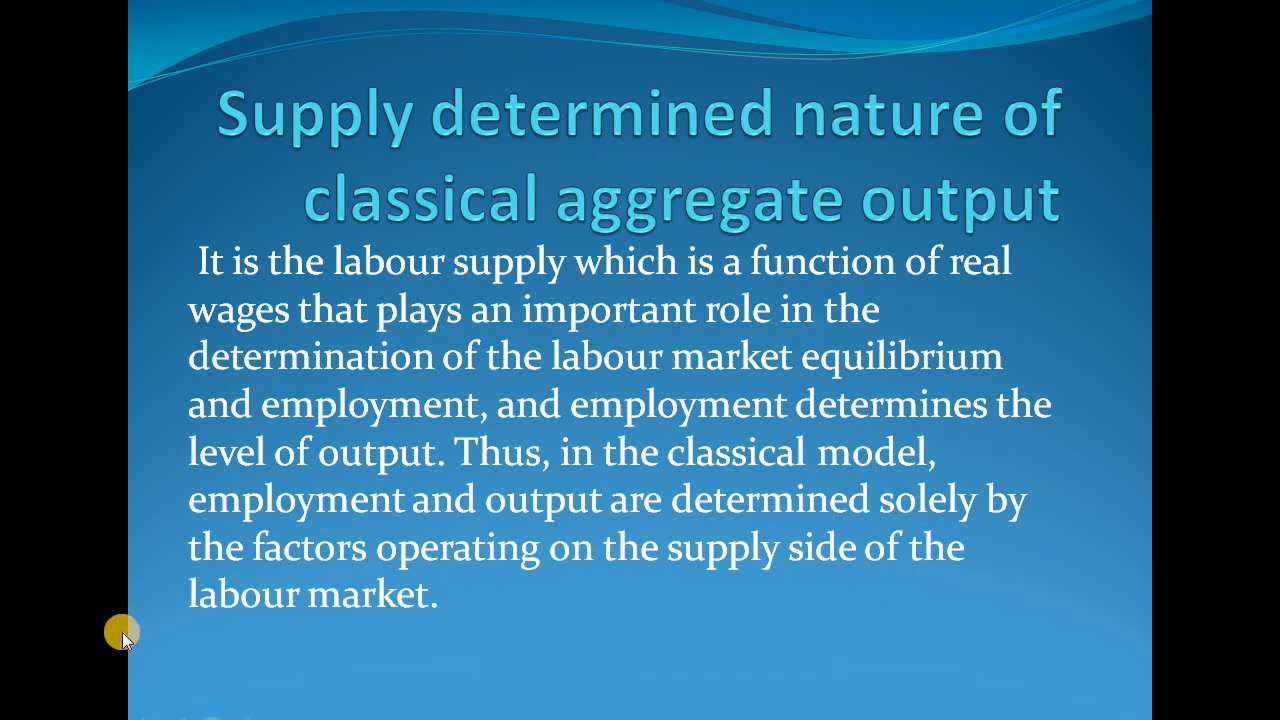 Supply determined nature of
classical aggregate output
It is the labour supply which is a function of real
wages that plays an important role in the
determination of the labour market equilibrium
and employment, and employment determines the
level of output. Thus, in the classical model,
employment and output are determined solely by
the factors operating on the supply side of the
labour market.